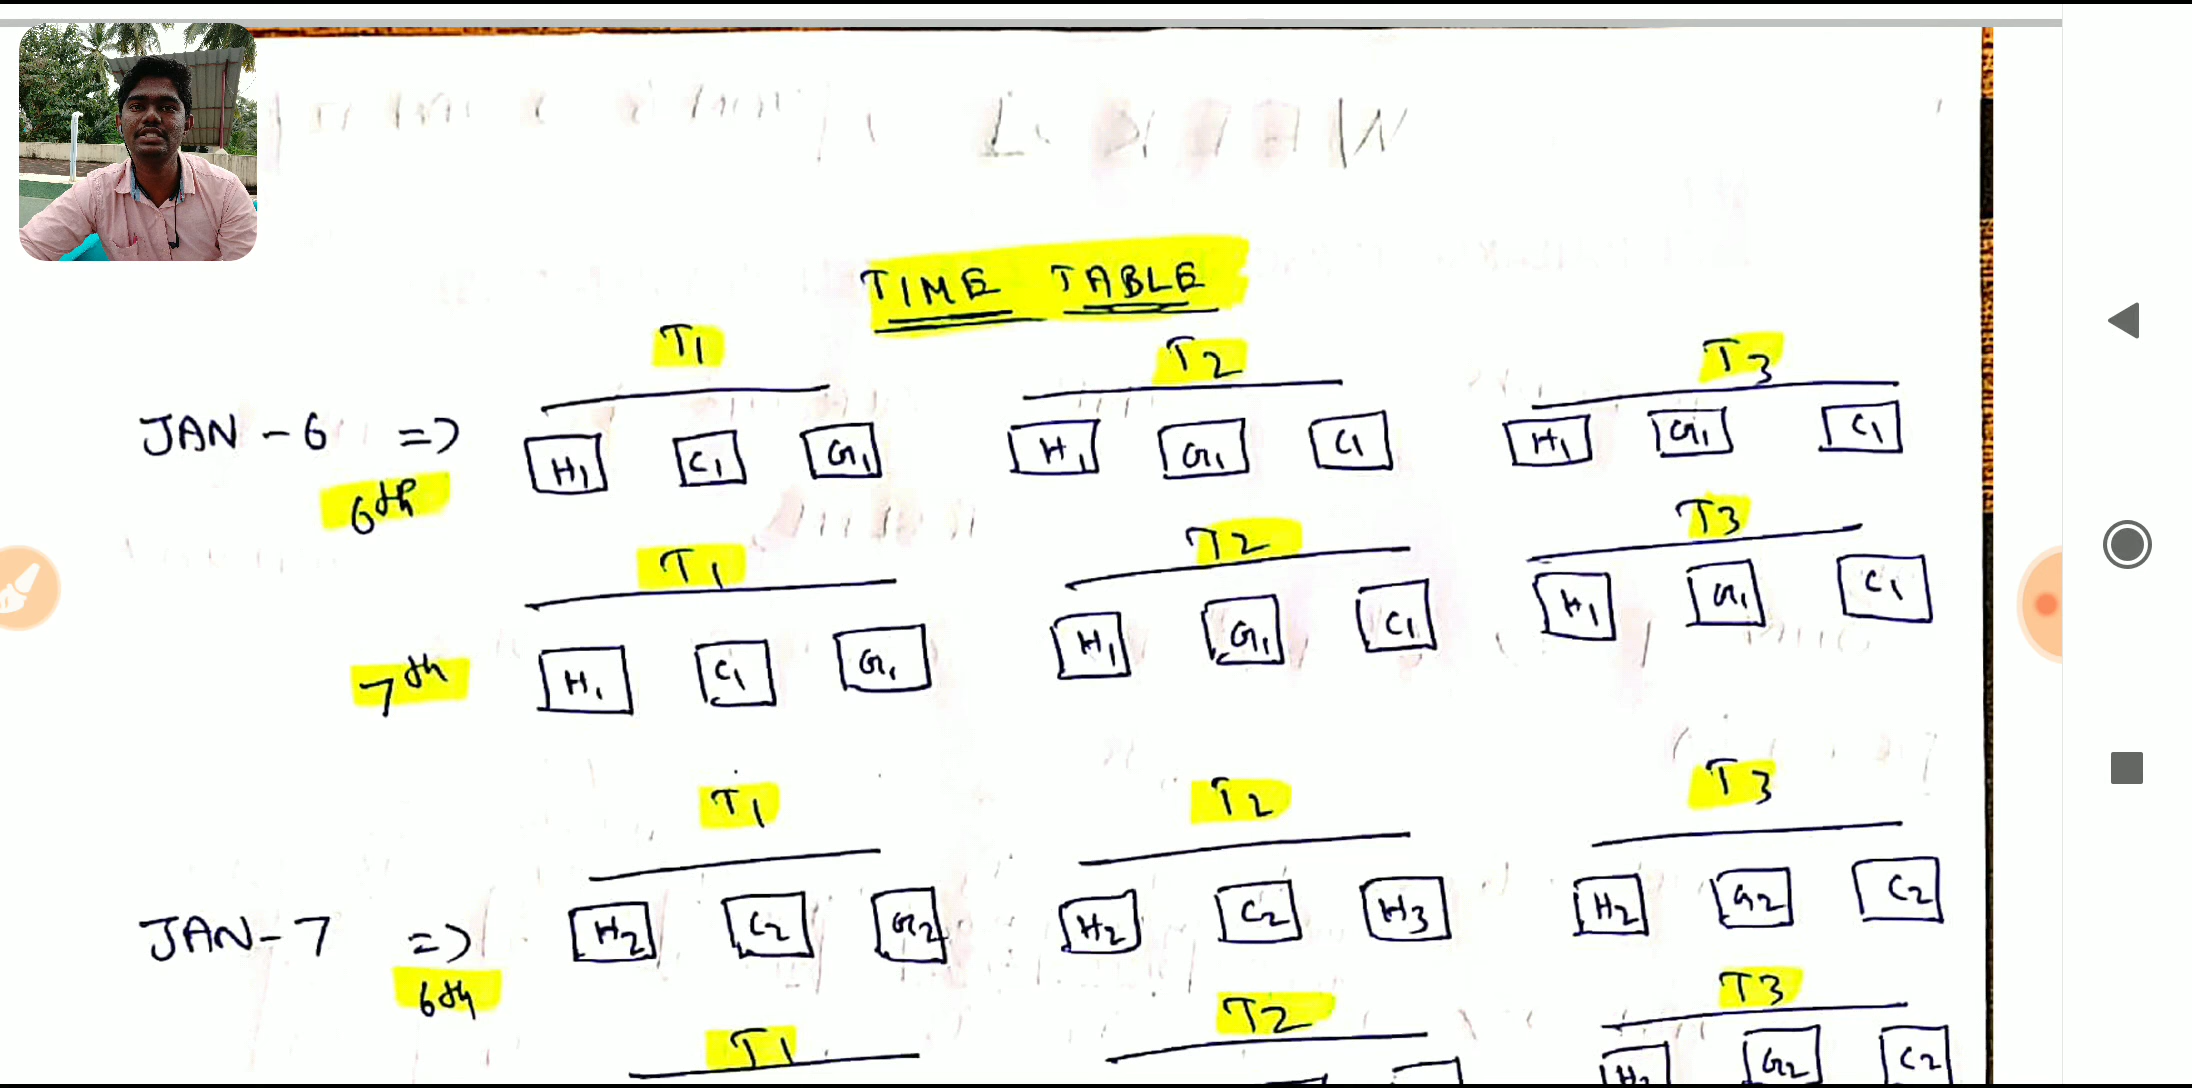 TIME TABLE
T1 T2 T3
JAN - 6 => H1 C1 G1 H1 G1 C1 H1 G1 C1
6th
T1 T2 T3
7th H1 C1 G1 H1 G1 C1 H1 G1 C1
T1 T2 T3
JAN - 7 => H2 C2 G2 H2 C2 H3 H2 G2 C2
6th
T1 T2 T3
H2 G2 C2